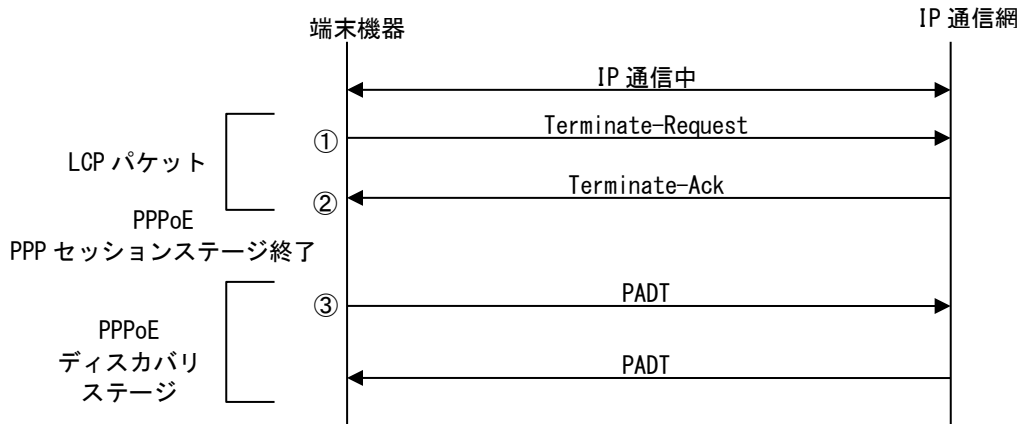 端末機器
IP 通信網
IP 通信中
Terminate-Request
①
LCP パケット
Terminate-Ack
②
PPPoE
PPP セッションステージ終了
PADT
③
PPPoE
ディスカバリ
ステージ
PADT